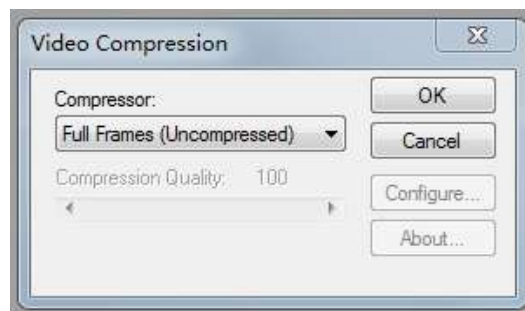 Video Compression
Compressor:
OK
Full Frames (Uncompressed)
Cancel
Compression Quality: 100
Configure...
About...